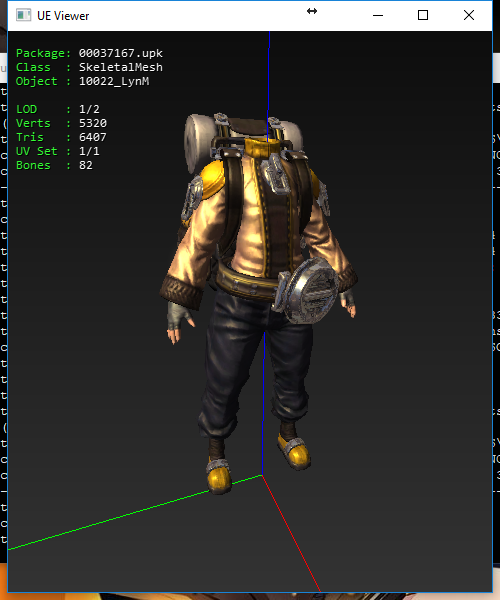 UE Viewer
Package: 00037167.upk
Class : SkeletalMesh
Object : 10022_LynM
LOD : 1/2
Verts : 5320
Tris : 6407
UV Set : 1/1
Bones : 82